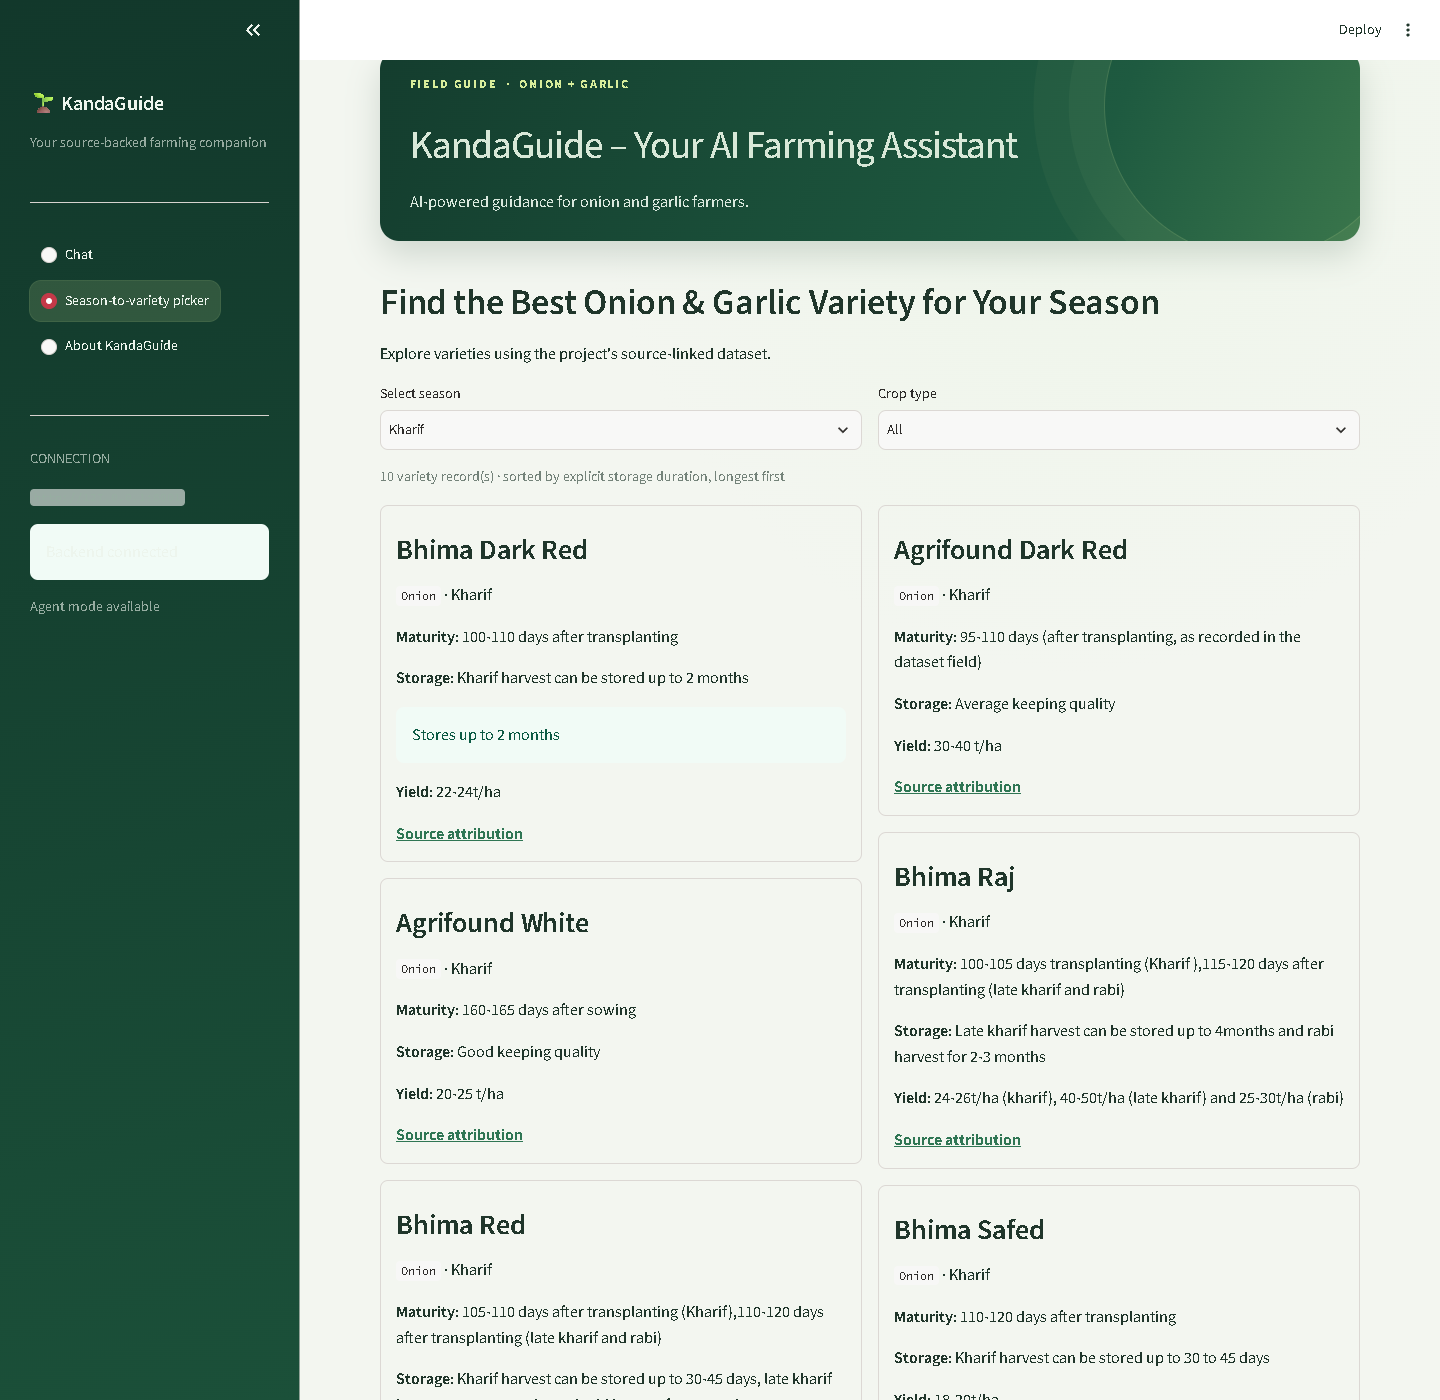 Deploy
KandaGuide
Your source-backed farming companion
Chat
Season-to-variety picker
About KandaGuide
CONNECTION
Backend connected
Agent mode available
FIELD GUIDE · ONION + GARLIC
KandaGuide – Your AI Farming Assistant
AI-powered guidance for onion and garlic farmers.
Find the Best Onion & Garlic Variety for Your Season
Explore varieties using the project's source-linked dataset.
Select season
Kharif
Crop type
All
10 variety record(s) · sorted by explicit storage duration, longest first
Bhima Dark Red
Onion · Kharif
Maturity: 100-110 days after transplanting
Storage: Kharif harvest can be stored up to 2 months
Stores up to 2 months
Yield: 22-24t/ha
Source attribution
Agrifound White
Onion · Kharif
Maturity: 160-165 days after sowing
Storage: Good keeping quality
Yield: 20-25 t/ha
Source attribution
Bhima Red
Onion · Kharif
Maturity: 105-110 days after transplanting (Kharif),110-120 days
after transplanting (late kharif and rabi)
Storage: Kharif harvest can be stored up to 30-45 days, late kharif
Agrifound Dark Red
Onion · Kharif
Maturity: 95-110 days (after transplanting, as recorded in the
dataset field)
Storage: Average keeping quality
Yield: 30-40 t/ha
Source attribution
Bhima Raj
Onion · Kharif
Maturity: 100-105 days transplanting (Kharif ),115-120 days after
transplanting (late kharif and rabi)
Storage: Late kharif harvest can be stored up to 4months and rabi
harvest for 2-3 months
Yield: 24-26t/ha (kharif), 40-50t/ha (late kharif) and 25-30t/ha (rabi)
Source attribution
Bhima Safed
Onion · Kharif
Maturity: 110-120 days after transplanting
Storage: Kharif harvest can be stored up to 30 to 45 days
Yield: 18-20t/ha